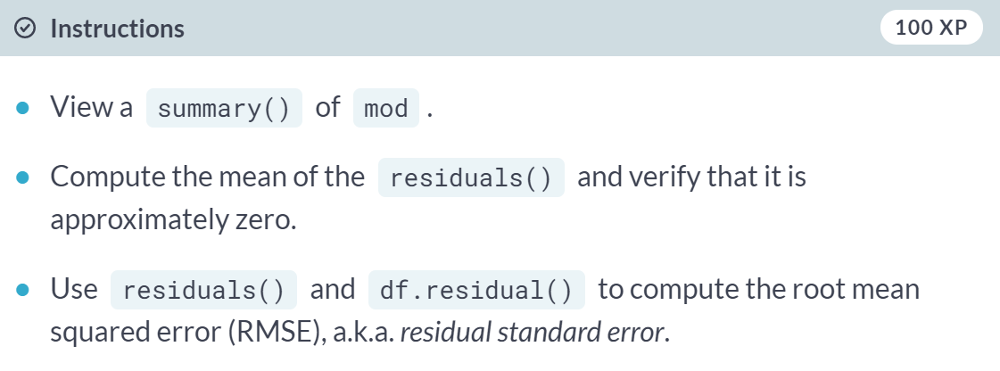 Instructions 100 XP
View a summary() of mod .
Compute the mean of the residuals() and verify that it is
approximately zero.
Use residuals() and df.residual() to compute the root mean
squared error (RMSE), a.k.a. residual standard error.